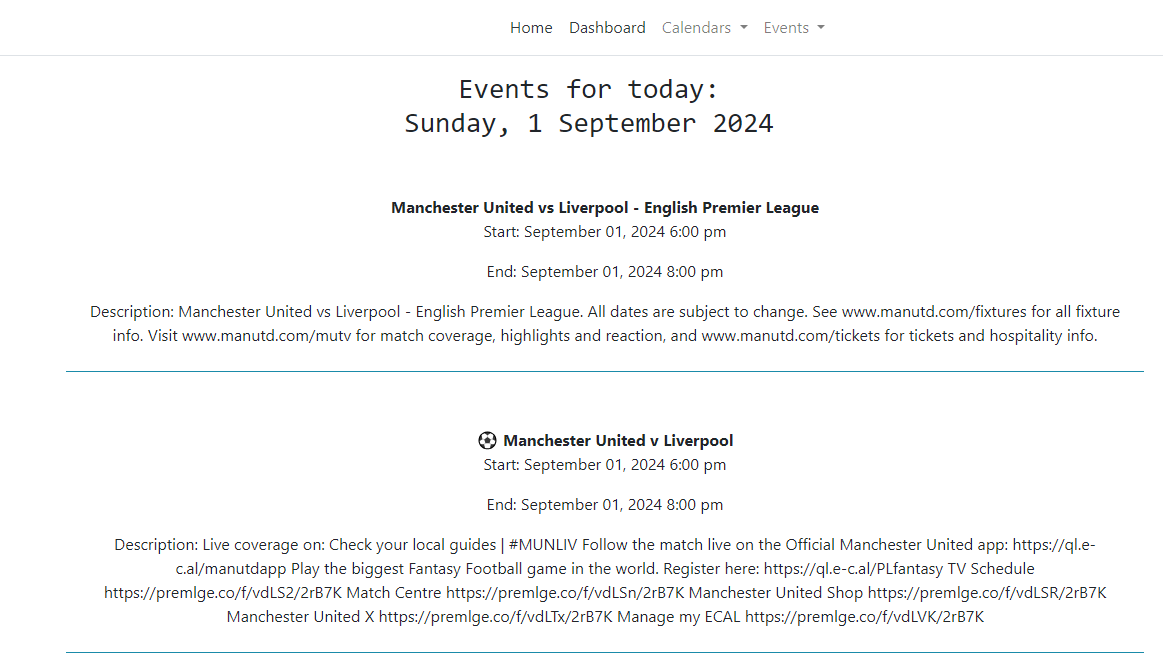 Home Dashboard Calendars Events
Events for today:
Sunday, 1 September 2024
Manchester United vs Liverpool - English Premier League
Start: September 01, 2024 6:00 pm
End: September 01, 2024 8:00 pm
Description: Manchester United vs Liverpool - English Premier League. All dates are subject to change. See www.manutd.com/fixtures for all fixture
info. Visit www.manutd.com/mutv for match coverage, highlights and reaction, and www.manutd.com/tickets for tickets and hospitality info.
⚽ Manchester United v Liverpool
Start: September 01, 2024 6:00 pm
End: September 01, 2024 8:00 pm
Description: Live coverage on: Check your local guides | #MUNLIV Follow the match live on the Official Manchester United app: https://ql.e-
c.al/manutdapp Play the biggest Fantasy Football game in the world. Register here: https://ql.e-c.al/PLfantasy TV Schedule
https://premlge.co/f/vdLS2/2rB7K Match Centre https://premlge.co/f/vdLSn/2rB7K Manchester United Shop https://premlge.co/f/vdLSR/2rB7K
Manchester United X https://premlge.co/f/vdLTx/2rB7K Manage my ECAL https://premlge.co/f/vdLVK/2rB7K